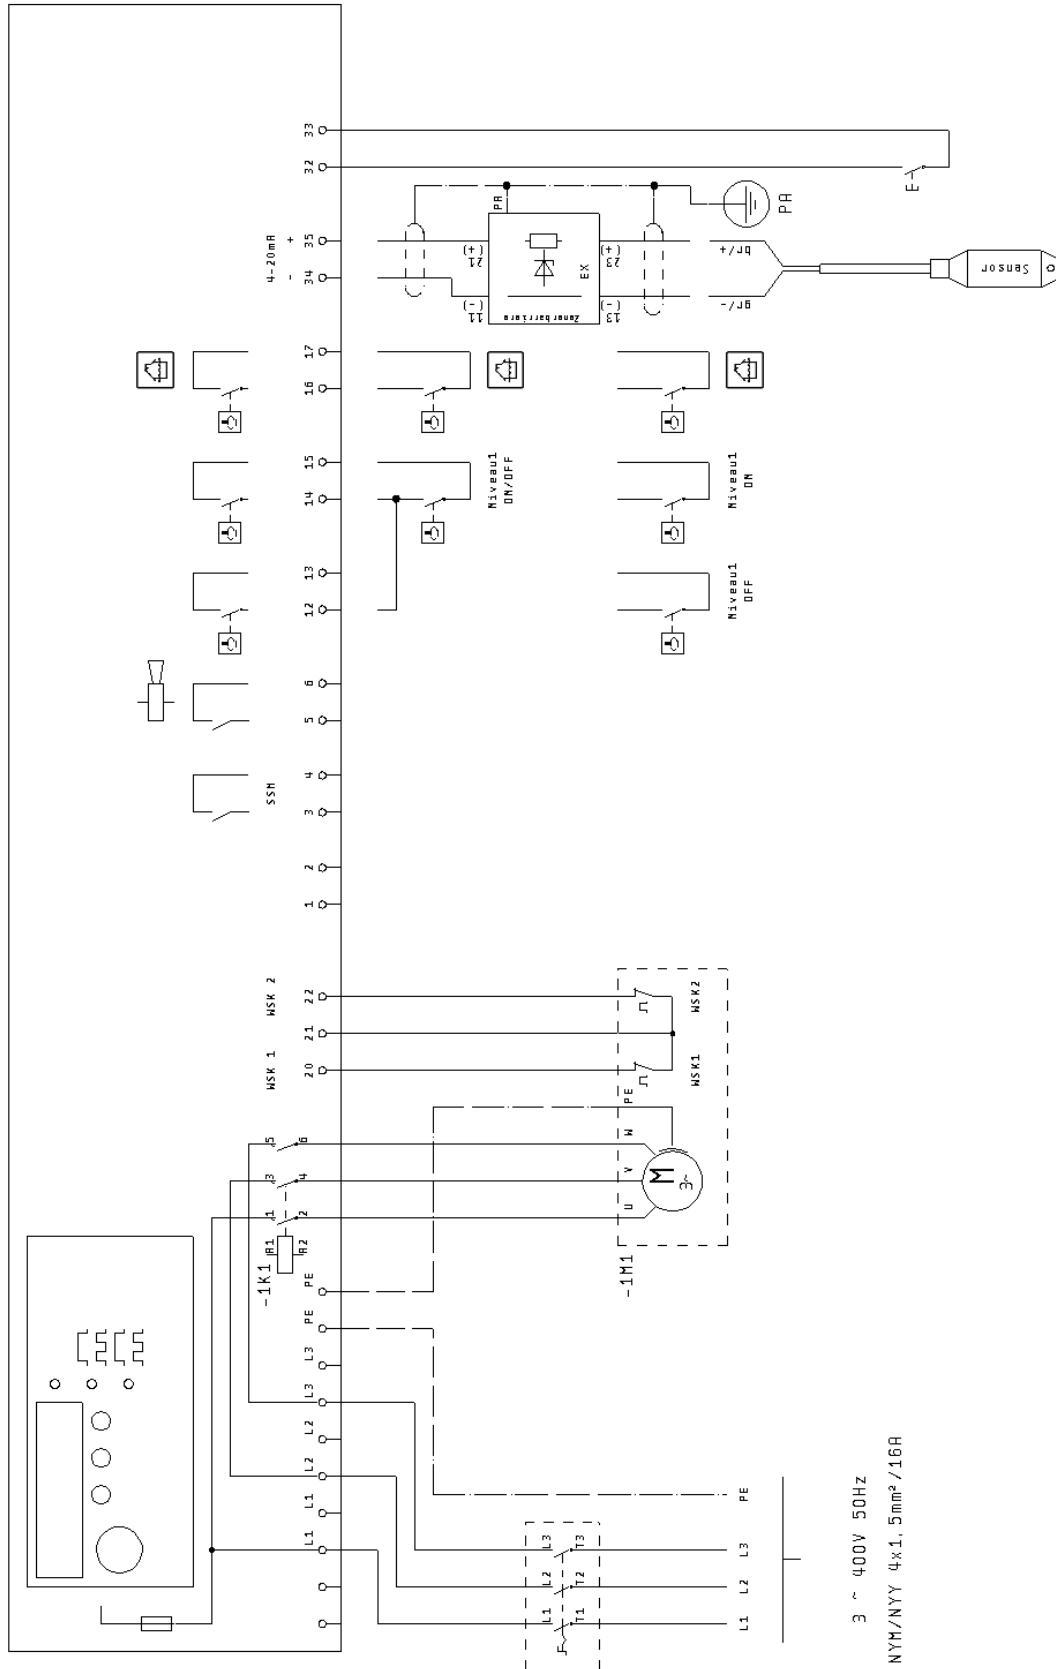 33
32
4-20mA
+
35
-
34
PA
PA
E
(+)
21
(-)
11
(+)
23
(-)
13
EX
Zenerbarriere
br/+
gr/-
Sensor
17
16
15
14
Niveau1
ON/OFF
Niveau1
ON
13
12
Niveau1
OFF
6
5
4
3
SSM
2
1
WSK 2
22
21
WSK 1
20
WSK2
WSK1
PE
W
V
U
M
3~
-1M1
5
6
3
4
1
2
A1
A2
-1K1
PE
PE
L3
L3
L2
L2
L1
L1
L3
T3
L2
T2
L1
T1
PE
L3
L2
L1
3 ~ 400V 50Hz
NYM/NYY 4x1.5mm²/16A